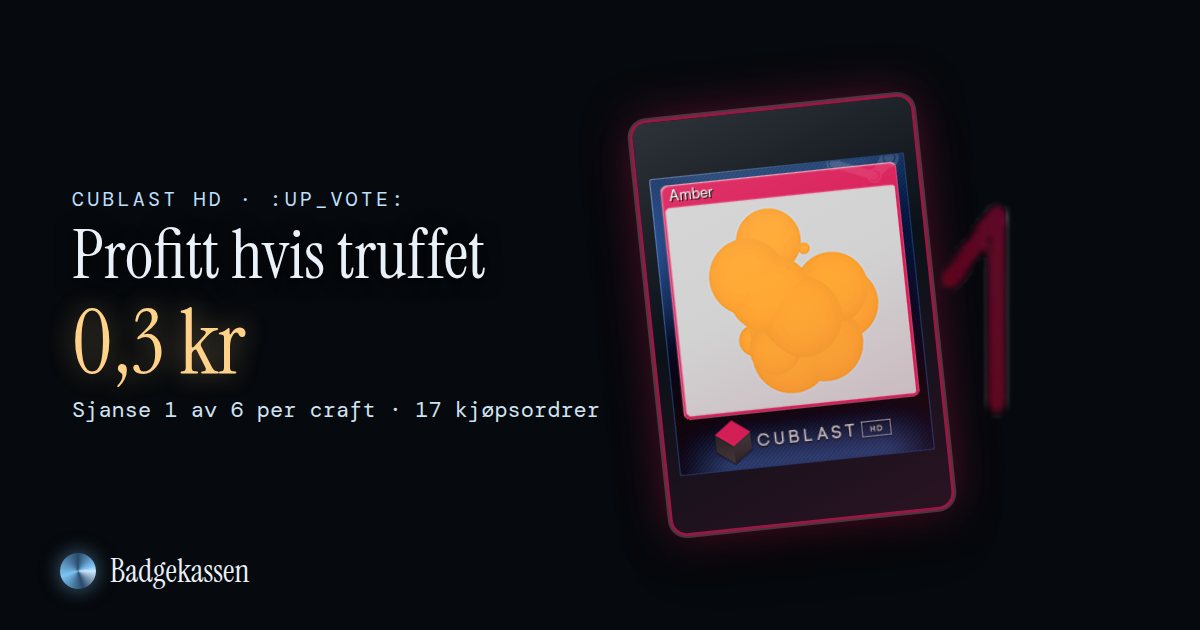 CUBLAST HD · :UP_VOTE:
Profitt hvis truffet
0,3 kr
Sjanse 1 av 6 per craft · 17 kjøpsordrer
Amber
CUBLAST HD
1
Badgekassen